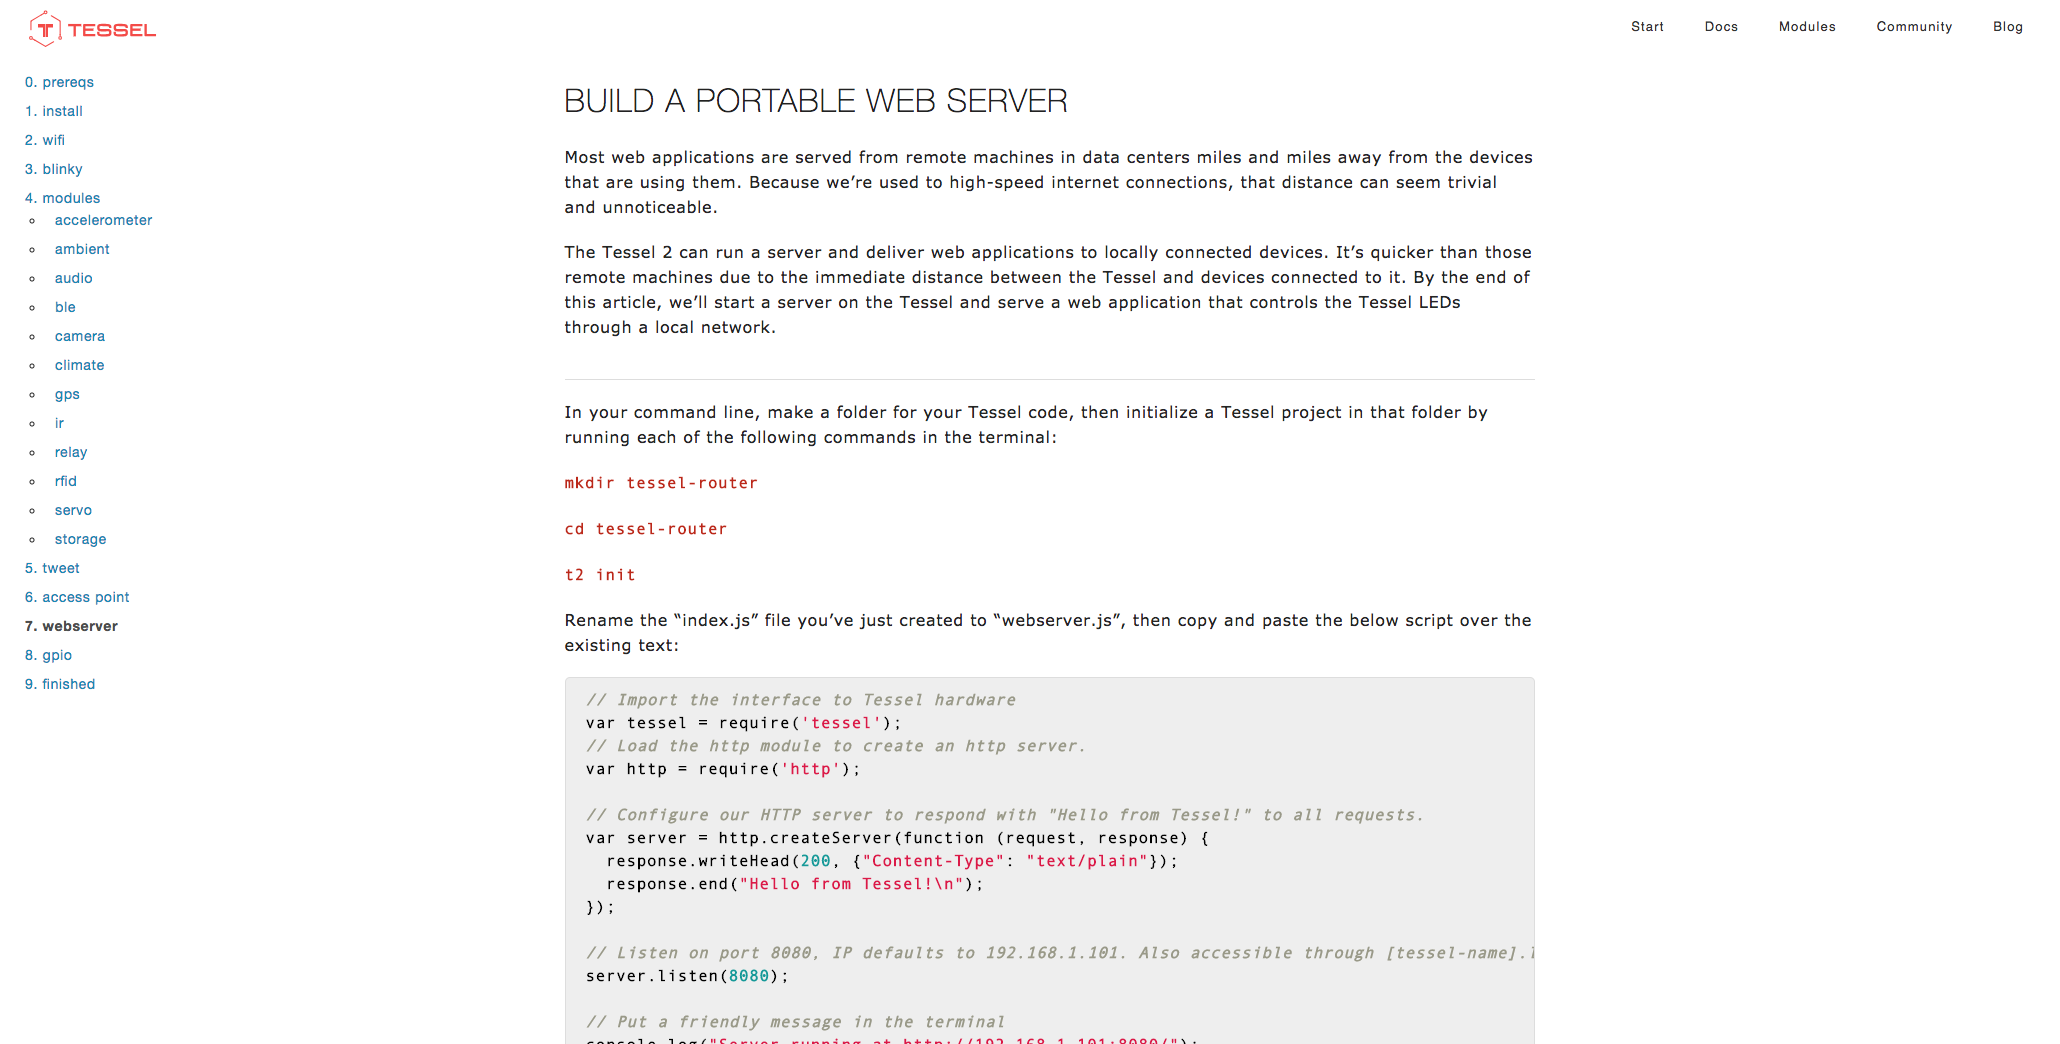 TESSEL
Start Docs Modules Community Blog
0. prereqs
1. install
2. wifi
3. blinky
4. modules
accelerometer
ambient
audio
ble
camera
climate
gps
ir
relay
rfid
servo
storage
5. tweet
6. access point
7. webserver
8. gpio
9. finished
BUILD A PORTABLE WEB SERVER
Most web applications are served from remote machines in data centers miles and miles away from the devices
that are using them. Because we’re used to high-speed internet connections, that distance can seem trivial
and unnoticeable.
The Tessel 2 can run a server and deliver web applications to locally connected devices. It’s quicker than those
remote machines due to the immediate distance between the Tessel and devices connected to it. By the end of
this article, we’ll start a server on the Tessel and serve a web application that controls the Tessel LEDs
through a local network.
In your command line, make a folder for your Tessel code, then initialize a Tessel project in that folder by
running each of the following commands in the terminal:
mkdir tessel-router
cd tessel-router
t2 init
Rename the “index.js” file you’ve just created to “webserver.js”, then copy and paste the below script over the
existing text:
// Import the interface to Tessel hardware
var tessel = require('tessel');
// Load the http module to create an http server.
var http = require('http');
// Configure our HTTP server to respond with "Hello from Tessel!" to all requests.
var server = http.createServer(function (request, response) {
  response.writeHead(200, {"Content-Type": "text/plain"});
  response.end("Hello from Tessel!\n");
});
// Listen on port 8080, IP defaults to 192.168.1.101. Also accessible through [tessel-name].l
server.listen(8080);
// Put a friendly message in the terminal
console.log("Server running at http://192.168.1.101:8080/");